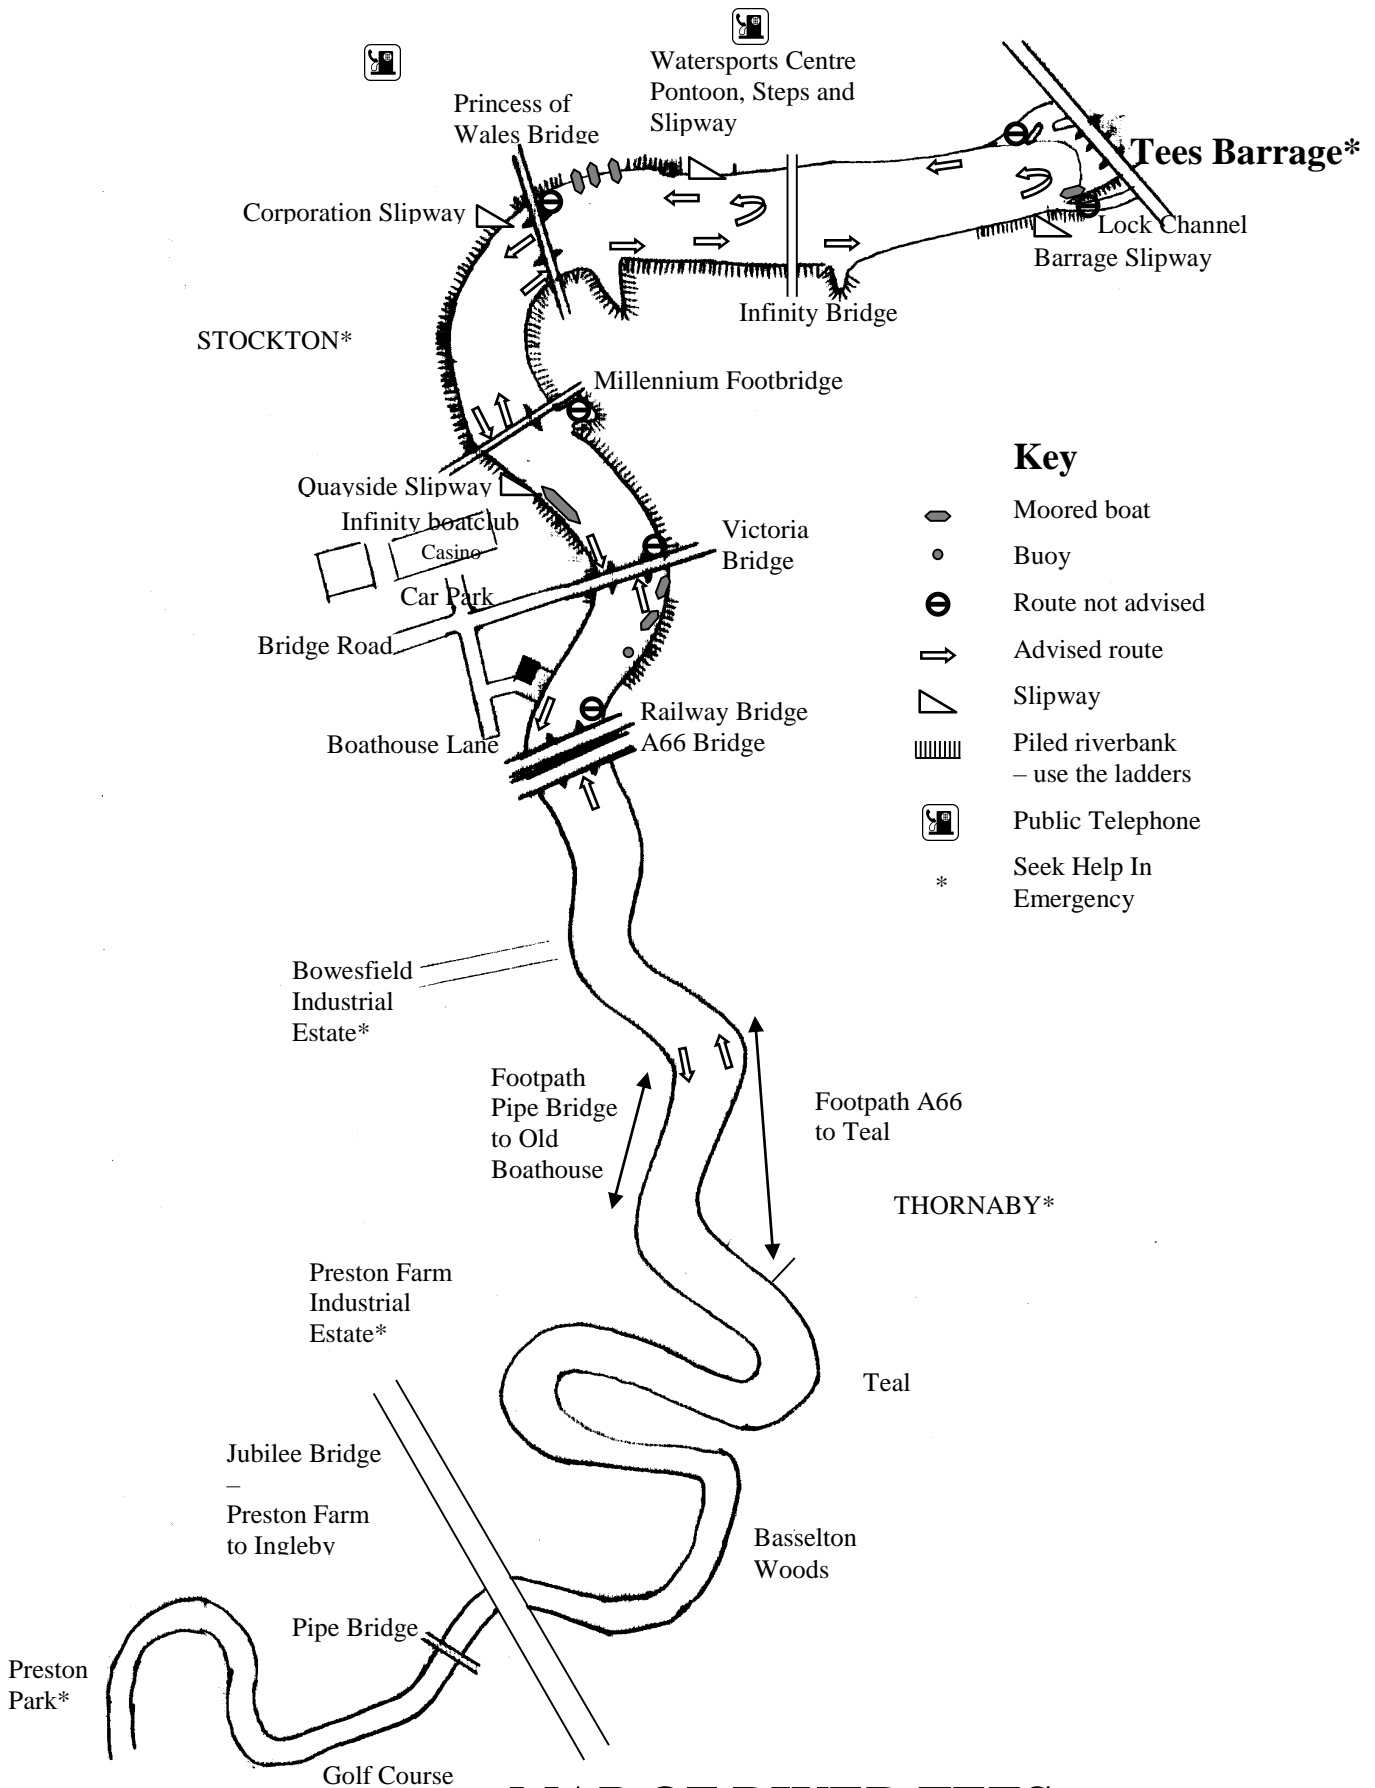 Watersports Centre
Pontoon, Steps and
Slipway
Princess of
Wales Bridge
Tees Barrage*
Corporation Slipway
Lock Channel
Barrage Slipway
Infinity Bridge
STOCKTON*
Millennium Footbridge
Key
Quayside Slipway
Infinity boatclub
Casino
Car Park
Victoria
Bridge
Bridge Road
Railway Bridge
A66 Bridge
Boathouse Lane
Moored boat
Buoy
Route not advised
Advised route
Slipway
Piled riverbank
– use the ladders
Public Telephone
* Seek Help In
Emergency
Bowesfield
Industrial
Estate*
Footpath
Pipe Bridge
to Old
Boathouse
Footpath A66
to Teal
THORNABY*
Preston Farm
Industrial
Estate*
Teal
Jubilee Bridge
–
Preston Farm
to Ingleby
Basselton
Woods
Pipe Bridge
Preston
Park*
Golf Course
MAP OF RIVER TEES